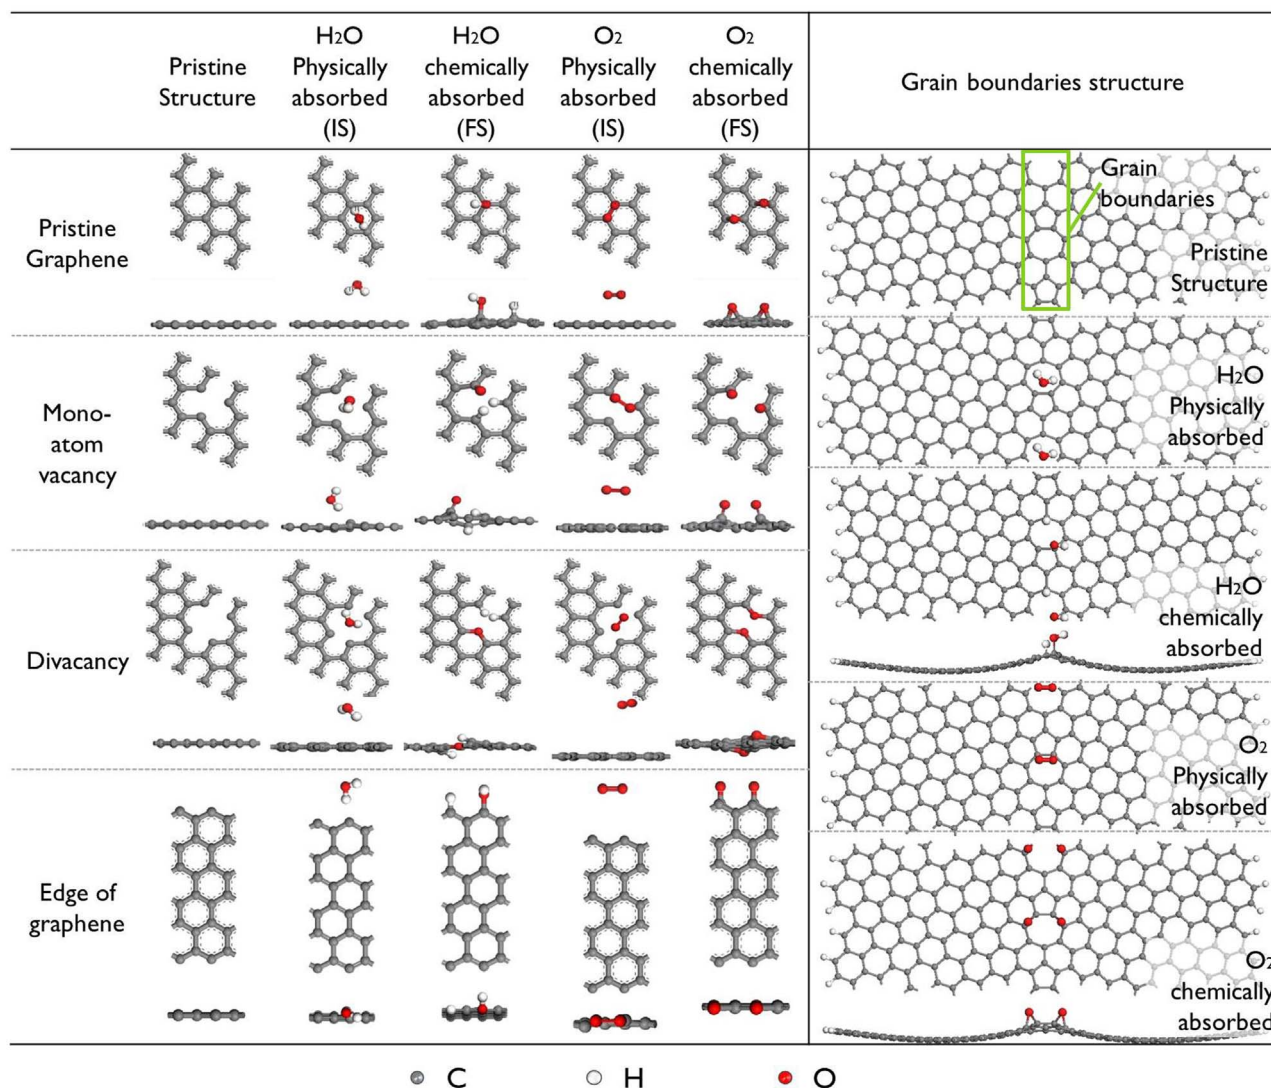 Pristine
Structure
H2O
Physically
absorbed
(IS)
H2O
chemically
absorbed
(FS)
O2
Physically
absorbed
(IS)
O2
chemically
absorbed
(FS)
Grain boundaries structure
Pristine
Graphene
Mono-
atom
vacancy
Divacancy
Edge of
graphene
Grain
boundaries
Pristine
Structure
H2O
Physically
absorbed
H2O
chemically
absorbed
O2
Physically
absorbed
O2
chemically
absorbed
C
H
O